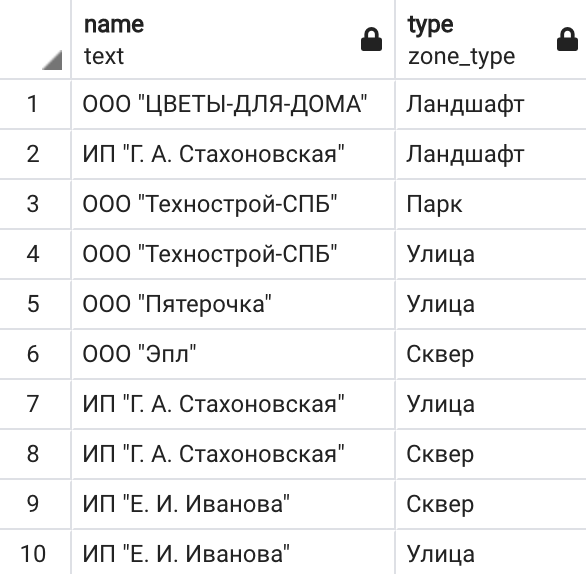 name type
text zone_type
1 ООО "ЦВЕТЫ-ДЛЯ-ДОМА" Ландшафт
2 ИП "Г. А. Стахоновская" Ландшафт
3 ООО "Технострой-СПБ" Парк
4 ООО "Технострой-СПБ" Улица
5 ООО "Пятерочка" Улица
6 ООО "Эпл" Сквер
7 ИП "Г. А. Стахоновская" Улица
8 ИП "Г. А. Стахоновская" Сквер
9 ИП "Е. И. Иванова" Сквер
10 ИП "Е. И. Иванова" Улица